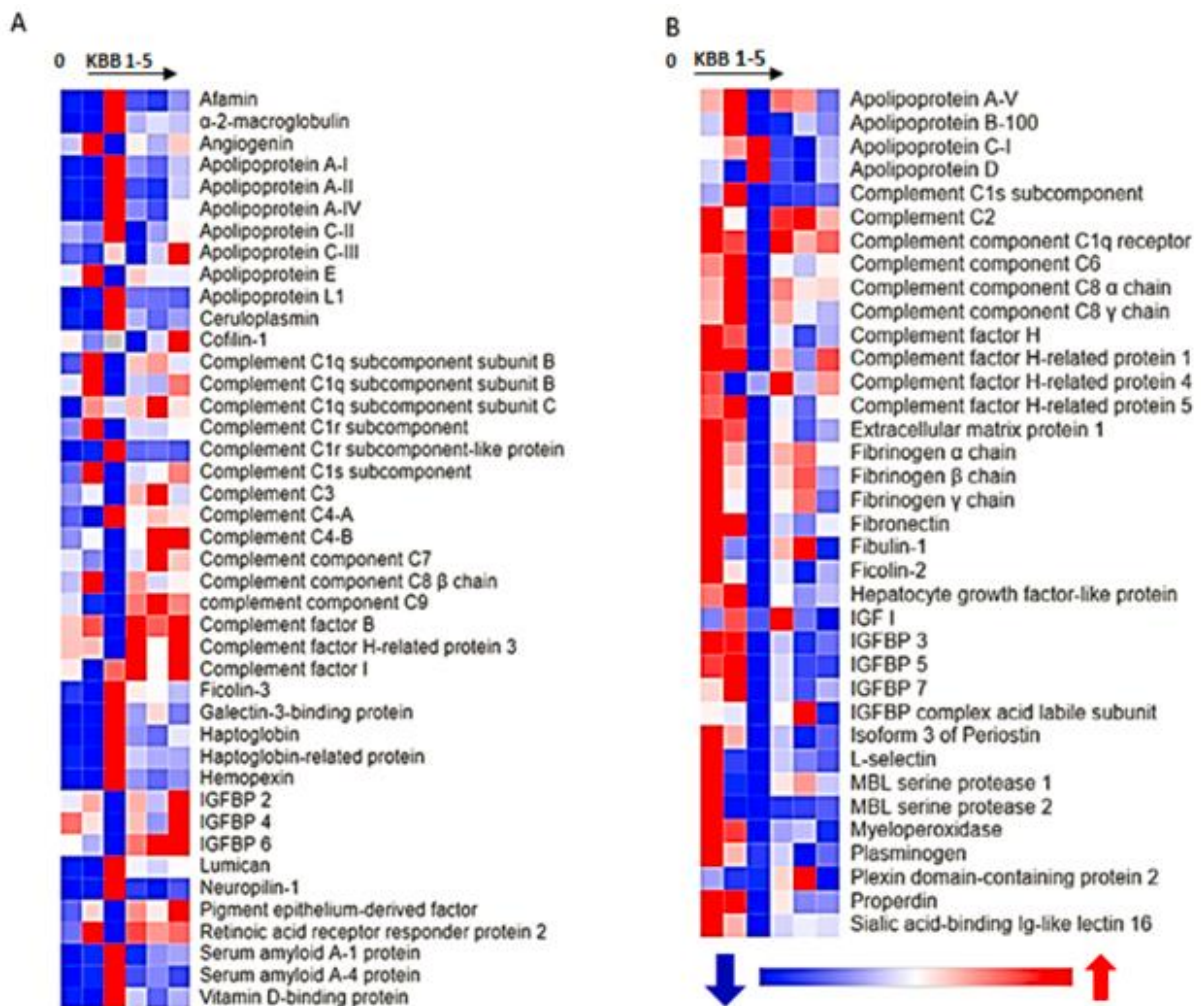 A
0 KBB 1-5
Afamin
α-2-macroglobulin
Angiogenin
Apolipoprotein A-I
Apolipoprotein A-II
Apolipoprotein A-IV
Apolipoprotein C-II
Apolipoprotein C-III
Apolipoprotein E
Apolipoprotein L1
Ceruloplasmin
Cofilin-1
Complement C1q subcomponent subunit B
Complement C1q subcomponent subunit B
Complement C1q subcomponent subunit C
Complement C1r subcomponent
Complement C1r subcomponent-like protein
Complement C1s subcomponent
Complement C3
Complement C4-A
Complement C4-B
Complement component C7
Complement component C8 β chain
complement component C9
Complement factor B
Complement factor H-related protein 3
Complement factor I
Ficolin-3
Galectin-3-binding protein
Haptoglobin
Haptoglobin-related protein
Hemopexin
IGFBP 2
IGFBP 4
IGFBP 6
Lumican
Neuropilin-1
Pigment epithelium-derived factor
Retinoic acid receptor responder protein 2
Serum amyloid A-1 protein
Serum amyloid A-4 protein
Vitamin D-binding protein
B
0 KBB 1-5
Apolipoprotein A-V
Apolipoprotein B-100
Apolipoprotein C-I
Apolipoprotein D
Complement C1s subcomponent
Complement C2
Complement component C1q receptor
Complement component C6
Complement component C8 α chain
Complement component C8 γ chain
Complement factor H
Complement factor H-related protein 1
Complement factor H-related protein 4
Complement factor H-related protein 5
Extracellular matrix protein 1
Fibrinogen α chain
Fibrinogen β chain
Fibrinogen γ chain
Fibronectin
Fibulin-1
Ficolin-2
Hepatocyte growth factor-like protein
IGF I
IGFBP 3
IGFBP 5
IGFBP 7
IGFBP complex acid labile subunit
Isoform 3 of Periostin
L-selectin
MBL serine protease 1
MBL serine protease 2
Myeloperoxidase
Plasminogen
Plexin domain-containing protein 2
Properdin
Sialic acid-binding Ig-like lectin 16